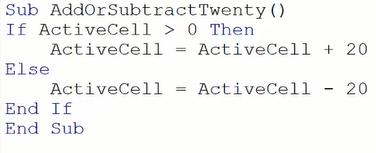 Sub AddOrSubtractTwenty()
If ActiveCell > 0 Then
    ActiveCell = ActiveCell + 20
Else
    ActiveCell = ActiveCell - 20
End If
End Sub